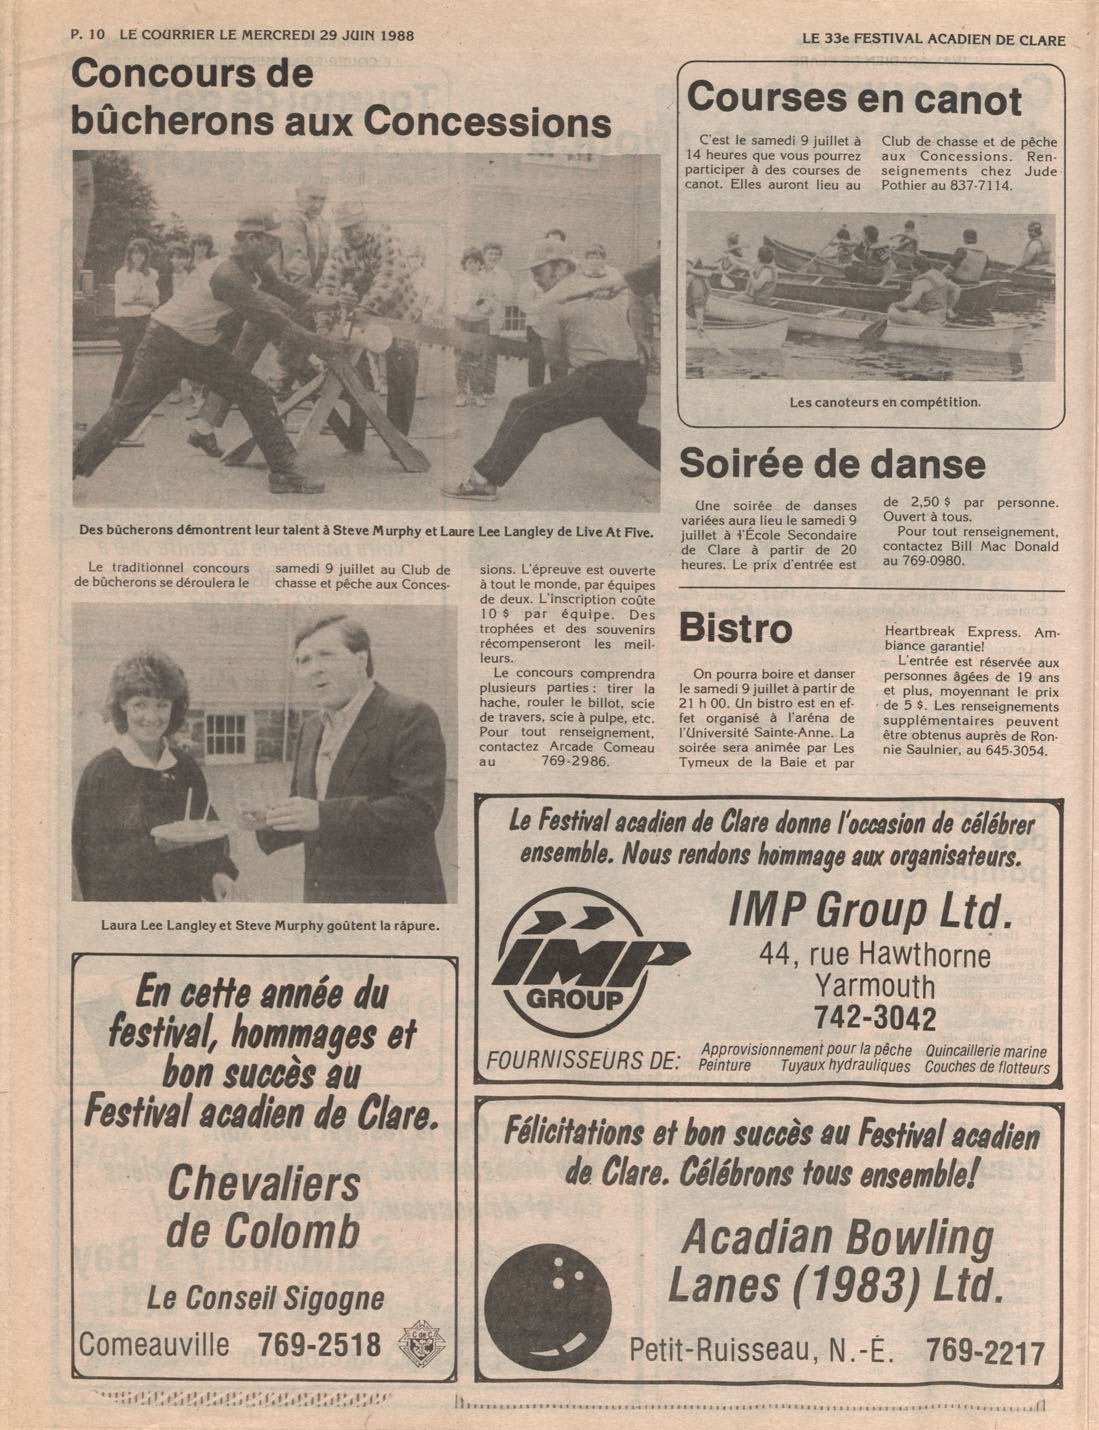 P. 10 LE COURRIER LE MERCREDI 29 JUIN 1988
LE 33e FESTIVAL ACADIEN DE CLARE
Concours de
bûcherons aux Concessions
Des bûcherons démontrent leur talent à Steve Murphy et Laure Lee Langley de Live At Five.
Le traditionnel concours
de bûcherons se déroulera le
samedi 9 juillet au Club de
chasse et pêche aux Conces-
sions. L'épreuve est ouverte
à tout le monde, par équipes
de deux. L'inscription coûte
10 $ par équipe. Des
trophées et des souvenirs
récompenseront les meil-
leurs.
Le concours comprendra
plusieurs parties : tirer la
hache, rouler le billot, scie
de travers, scie à pulpe, etc.
Pour tout renseignement,
contactez Arcade Comeau
au 769-2986.
Laura Lee Langley et Steve Murphy goûtent la râpure.
Courses en canot
C'est le samedi 9 juillet à
14 heures que vous pourrez
participer à des courses de
canot. Elles auront lieu au
Club de chasse et de pêche
aux Concessions. Ren-
seignements chez Jude
Pothier au 837-7114.
Les canoteurs en compétition.
Soirée de danse
Une soirée de danses
variées aura lieu le samedi 9
juillet à l'École Secondaire
de Clare à partir de 20
heures. Le prix d'entrée est
de 2,50 $ par personne.
Ouvert à tous.
Pour tout renseignement,
contactez Bill Mac Donald
au 769-0980.
Bistro
On pourra boire et danser
le samedi 9 juillet à partir de
21 h 00. Un bistro est en ef-
fet organisé à l'aréna de
l'Université Sainte-Anne. La
soirée sera animée par Les
Tymeux de la Baie et par
Heartbreak Express. Am-
biance garantie!
L'entrée est réservée aux
personnes âgées de 19 ans
et plus, moyennant le prix
de 5 $. Les renseignements
supplémentaires peuvent
être obtenus auprès de Ron-
nie Saulnier, au 645-3054.
Le Festival acadien de Clare donne l'occasion de célébrer
ensemble. Nous rendons hommage aux organisateurs.
IMP
GROUP
IMP Group Ltd.
44, rue Hawthorne
Yarmouth
742-3042
FOURNISSEURS DE:
Approvisionnement pour la pêche Quincaillerie marine
Peinture Tuyaux hydrauliques Couches de flotteurs
En cette année du
festival, hommages et
bon succès au
Festival acadien de Clare.
Chevaliers
de Colomb
Le Conseil Sigogne
Comeauville 769-2518
C de C
Félicitations et bon succès au Festival acadien
de Clare. Célébrons tous ensemble!
Acadian Bowling
Lanes (1983) Ltd.
Petit-Ruisseau, N.-É. 769-2217